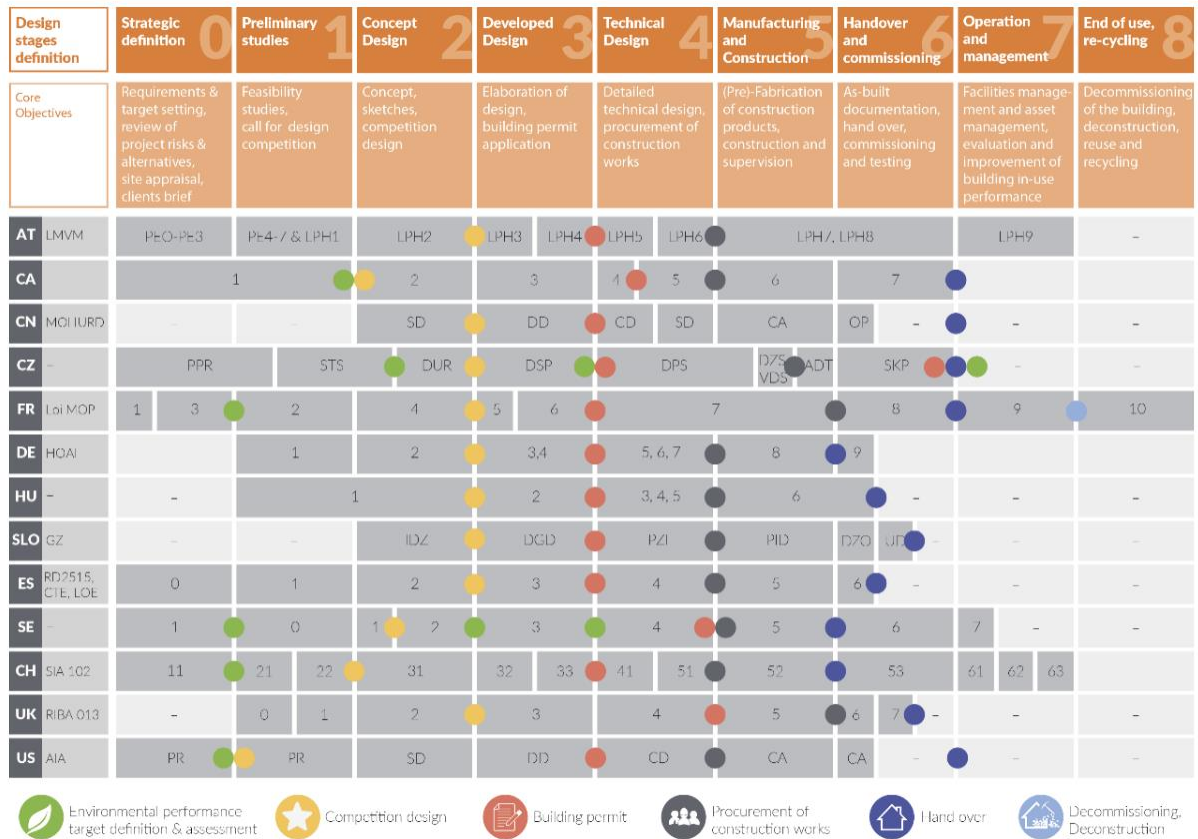 Design stages definition
Strategic definition 0
Preliminary studies 1
Concept Design 2
Developed Design 3
Technical Design 4
Manufacturing and Construction 5
Handover and commissioning 6
Operation and management 7
End of use, re-cycling 8
Core Objectives
Requirements & target setting, review of project risks & alternatives, site appraisal, clients brief
Feasibility studies, call for design competition
Concept, sketches, competition design
Elaboration of design, building permit application
Detailed technical design, procurement of construction works
(Pre)-Fabrication of construction products, construction and supervision
As-built documentation, hand over, commissioning and testing
Facilities manage-ment and asset management, evaluation and improvement of building in-use performance
Decommissioning of the building, deconstruction, reuse and recycling
AT LMVM PE0-PE3 PE4-7 & LPH1 LPH2 LPH3 LPH4 LPH5 LPH6 LPH7, LPH8 LPH9 –
CA 1 2 3 4 5 6 7 – –
CN MOHURD – – SD DD CD SD CA OP – – –
CZ – PPR STS DUR DSP DPS DZS VDS ADT SKP – –
FR Loi MOP 1 3 2 4 5 6 7 8 9 10
DE HOAI – 1 2 3,4 5, 6, 7 8 9 – –
HU – – 1 2 3, 4, 5 6 – – –
SLO GZ – – IDZ DGD PZI PID DZO UD – – –
ES RD2515, CTE, LOE 0 1 2 3 4 5 6 – – –
SE – 1 0 1 2 3 4 5 6 7 – –
CH SIA 102 11 21 22 31 32 33 41 51 52 53 61 62 63 –
UK RIBA 013 – 0 1 2 3 4 5 6 7 – – –
US AIA PR PR SD DD CD CA CA – – –
Environmental performance target definition & assessment
Competition design
Building permit
Procurement of construction works
Hand over
Decommissioning, Deconstruction